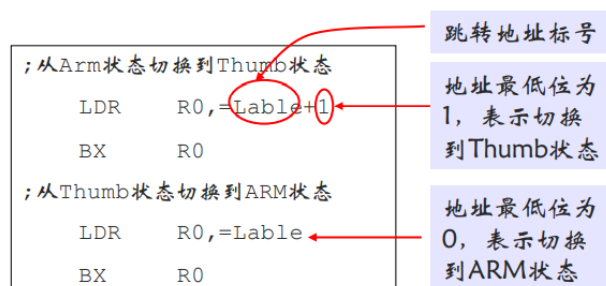 ;从Arm状态切换到Thumb状态
LDR R0,=Lable+1
BX R0
;从Thumb状态切换到ARM状态
LDR R0,=Lable
BX R0
跳转地址标号
地址最低位为
1，表示切换
到Thumb状态
地址最低位为
0，表示切换
到ARM状态